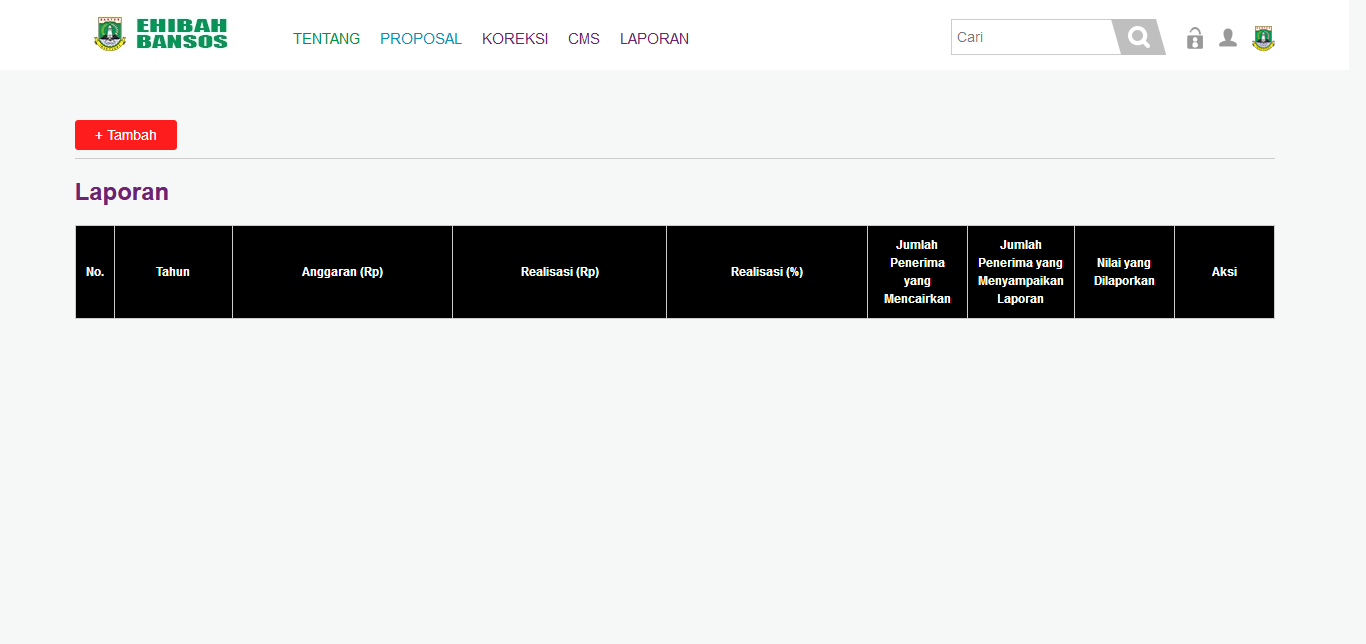 EHIBAH
BANSOS
TENTANG PROPOSAL KOREKSI CMS LAPORAN
Cari
+ Tambah
Laporan
No.
Tahun
Anggaran (Rp)
Realisasi (Rp)
Realisasi (%)
Jumlah
Penerima
yang
Mencairkan
Jumlah
Penerima yang
Menyampaikan
Laporan
Nilai yang
Dilaporkan
Aksi